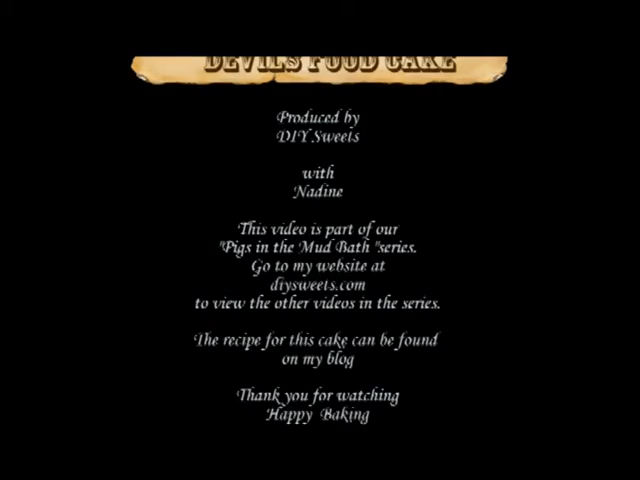 DEVILS FOOD CAKE
Produced by
DIY Sweets
with
Nadine
This video is part of our
"Pigs in the Mud Bath "series.
Go to my website at
diysweets.com
to view the other videos in the series.
The recipe for this cake can be found
on my blog
Thank you for watching
Happy Baking